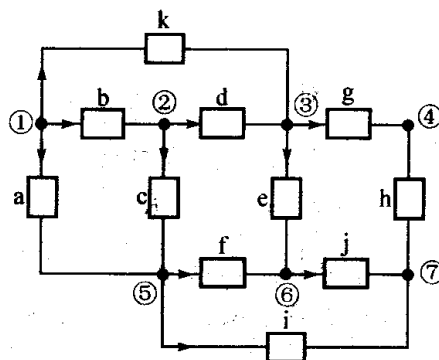 k
b d g
① ② ③ ④
a c e h
f j
⑤ ⑥ ⑦
i